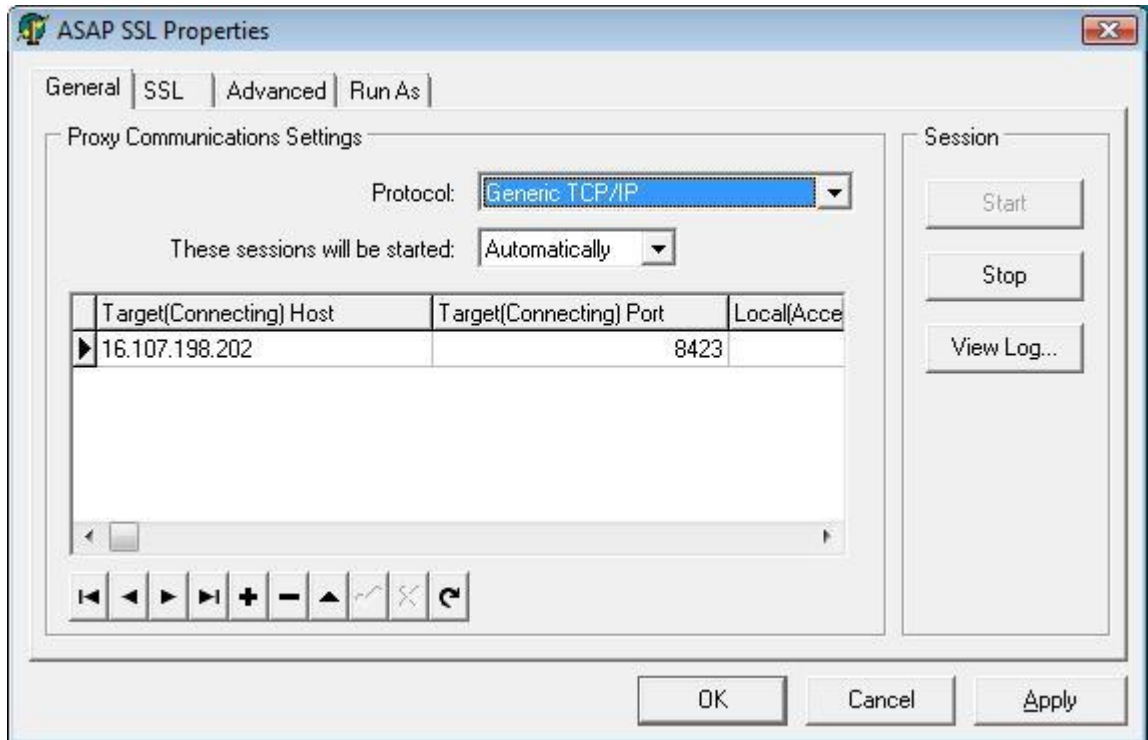 ASAP SSL Properties
General SSL Advanced Run As
Proxy Communications Settings
Session
Protocol: Generic TCP/IP
Start
These sessions will be started: Automatically
Stop
Target(Connecting) Host Target(Connecting) Port Local(Acce
16.107.198.202 8423
View Log...
OK Cancel Apply